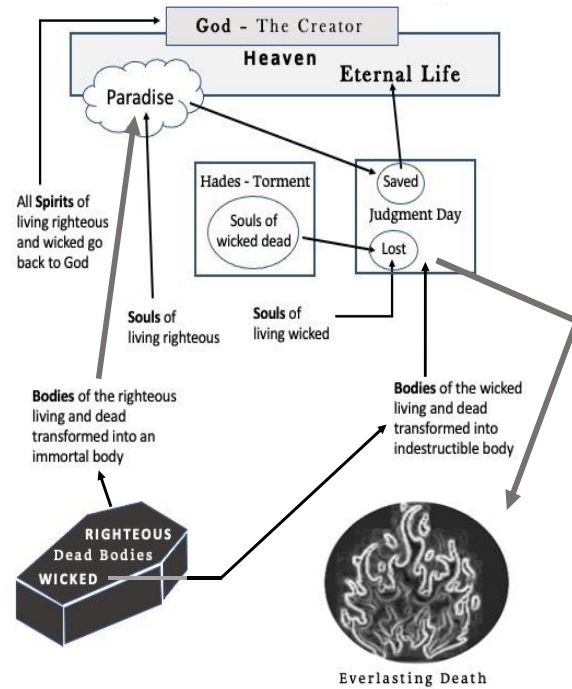 God - The Creator
Heaven
Eternal Life
Paradise
All Spirits of
living righteous
and wicked go
back to God
Hades - Torment
Souls of
wicked dead
Saved
Judgment Day
Lost
Souls of
living righteous
Souls of
living wicked
Bodies of the righteous
living and dead
transformed into an
immortal body
Bodies of the wicked
living and dead
transformed into
indestructible body
RIGHTEOUS
Dead Bodies
WICKED
Everlasting Death